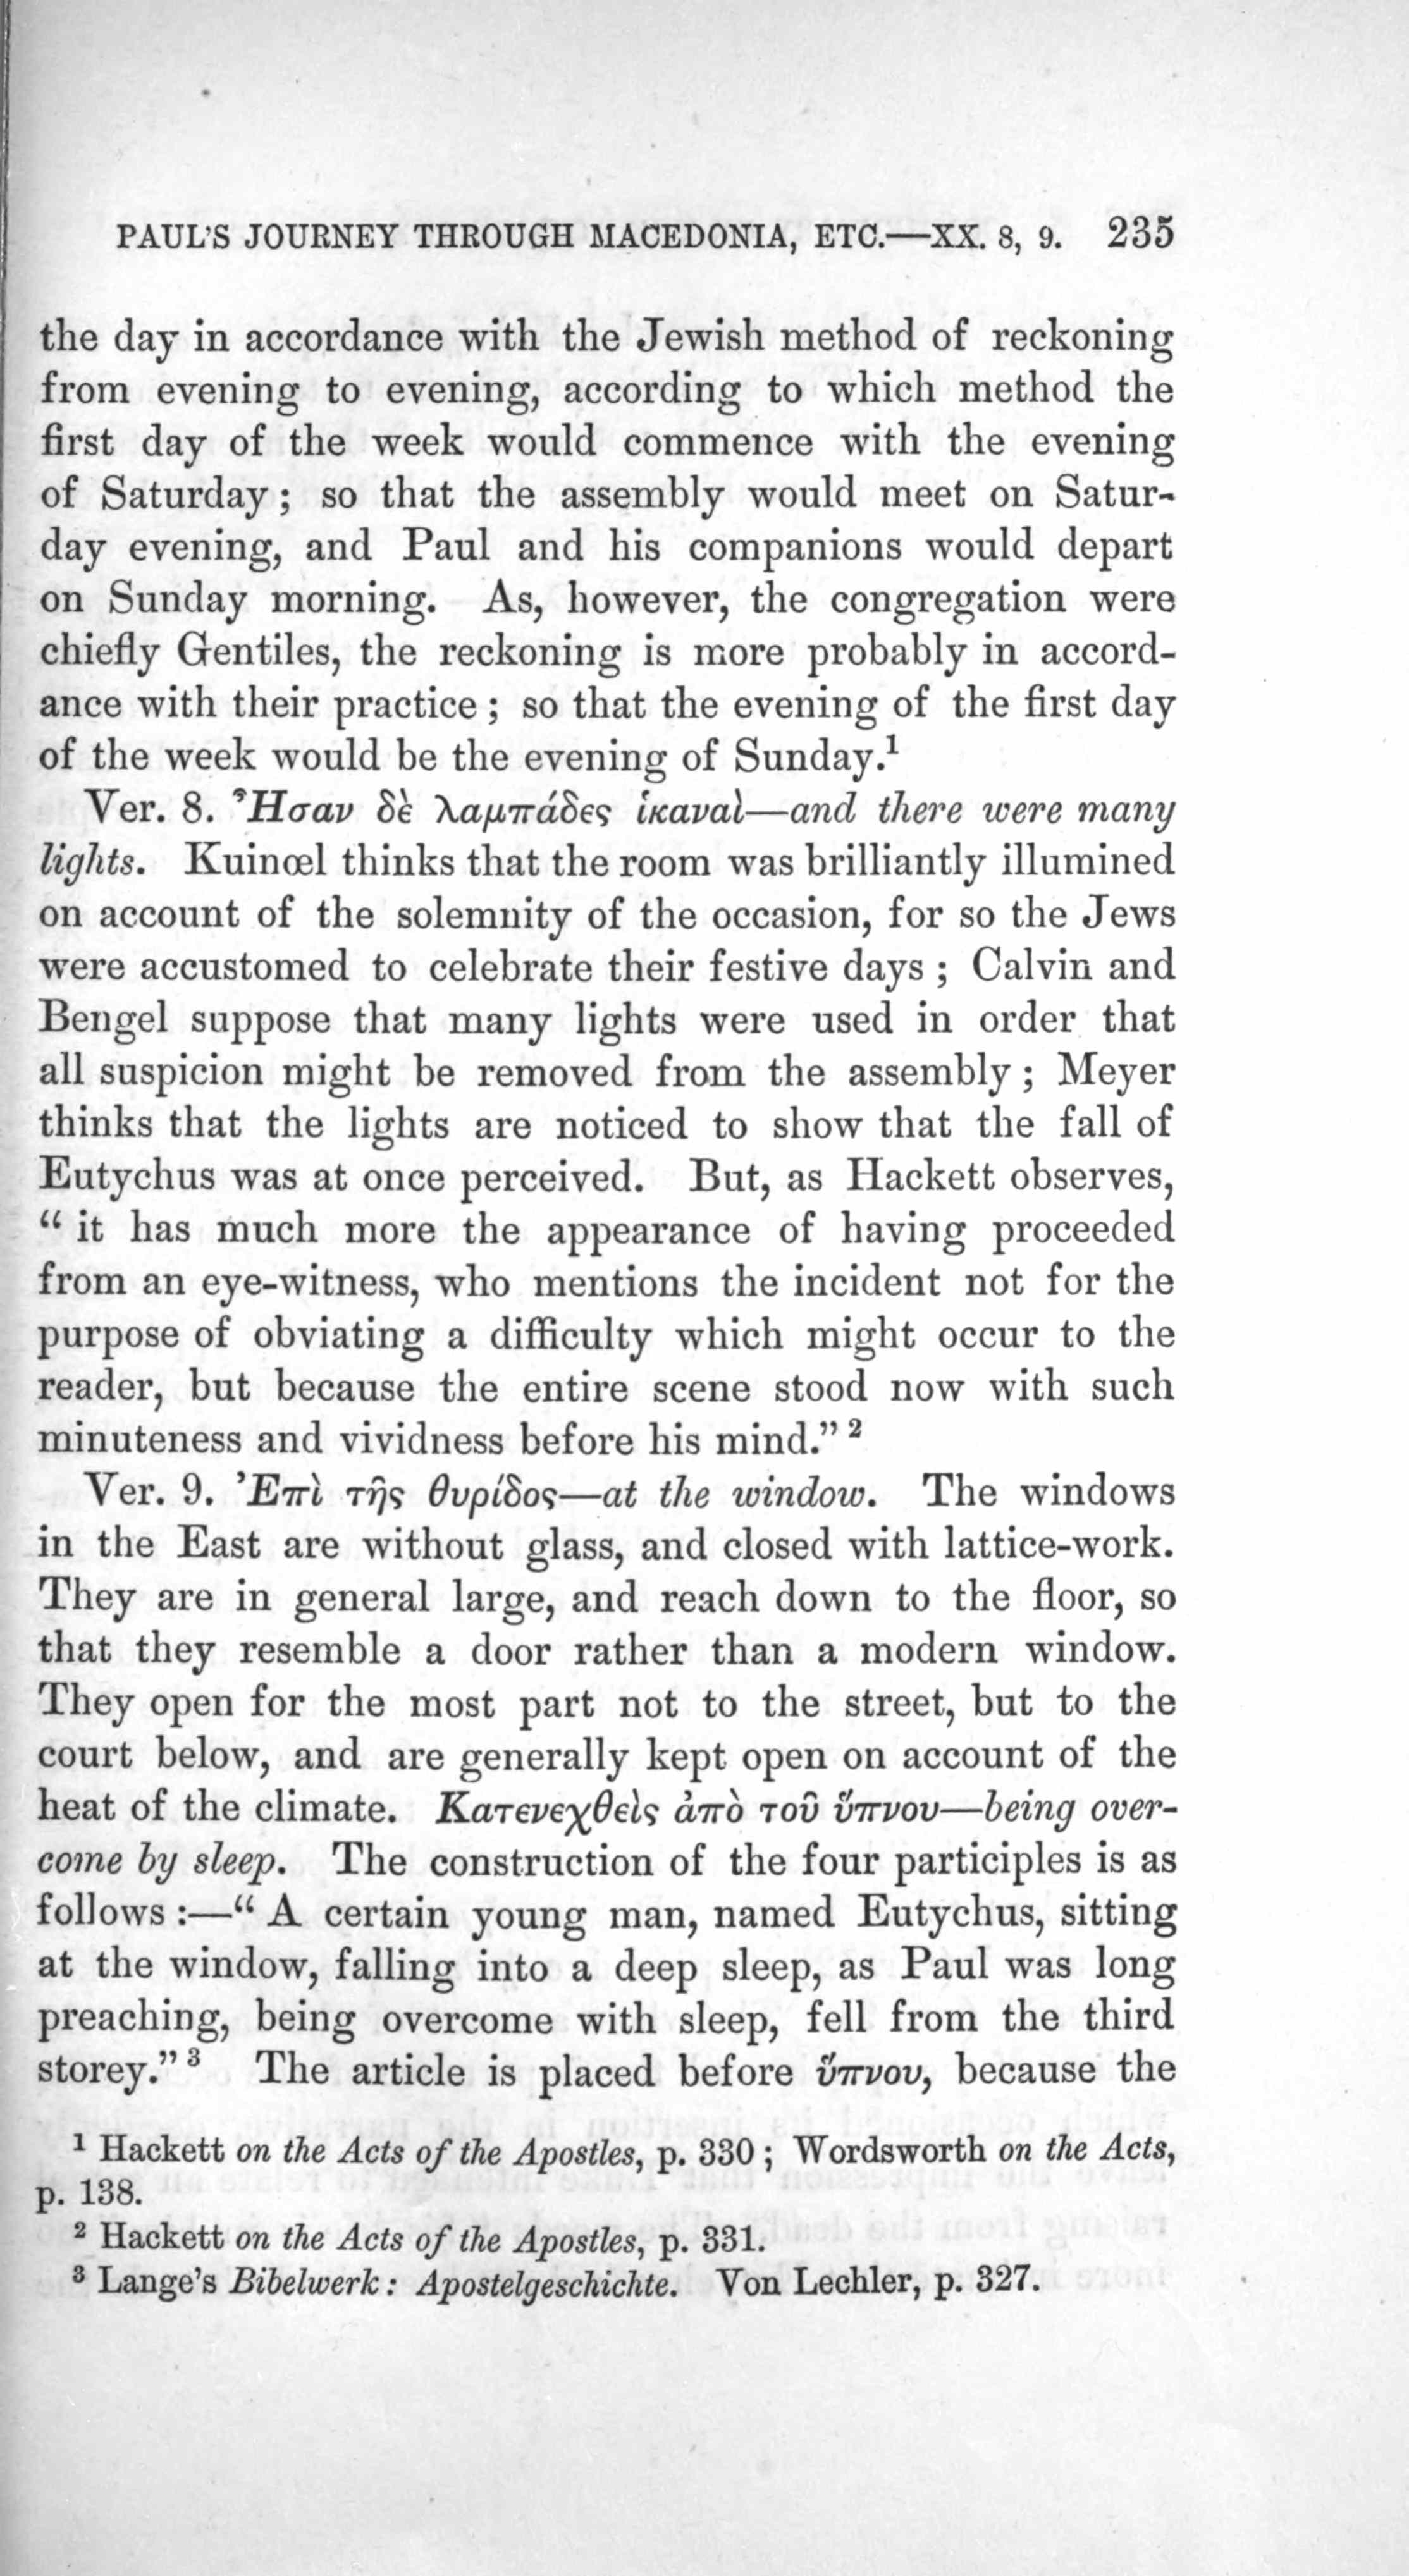 PAUL'S JOURNEY THROUGH MACEDONIA, ETC.—XX. 8, 9. 235
the day in accordance with the Jewish method of reckoning
from evening to evening, according to which method the
first day of the week would commence with the evening
of Saturday; so that the assembly would meet on Satur-
day evening, and Paul and his companions would depart
on Sunday morning. As, however, the congregation were
chiefly Gentiles, the reckoning is more probably in accord-
ance with their practice; so that the evening of the first day
of the week would be the evening of Sunday.¹
Ver. 8. Ἦσαν δὲ λαμπάδες ἱκαναὶ—and there were many
lights. Kuinœl thinks that the room was brilliantly illumined
on account of the solemnity of the occasion, for so the Jews
were accustomed to celebrate their festive days; Calvin and
Bengel suppose that many lights were used in order that
all suspicion might be removed from the assembly; Meyer
thinks that the lights are noticed to show that the fall of
Eutychus was at once perceived. But, as Hackett observes,
“it has much more the appearance of having proceeded
from an eye-witness, who mentions the incident not for the
purpose of obviating a difficulty which might occur to the
reader, but because the entire scene stood now with such
minuteness and vividness before his mind.”²
Ver. 9. Ἐπὶ τῆς θυρίδος—at the window. The windows
in the East are without glass, and closed with lattice-work.
They are in general large, and reach down to the floor, so
that they resemble a door rather than a modern window.
They open for the most part not to the street, but to the
court below, and are generally kept open on account of the
heat of the climate. Κατενεχθεὶς ἀπὸ τοῦ ὕπνου—being over-
come by sleep. The construction of the four participles is as
follows:—“A certain young man, named Eutychus, sitting
at the window, falling into a deep sleep, as Paul was long
preaching, being overcome with sleep, fell from the third
storey.”³ The article is placed before ὕπνου, because the
¹ Hackett on the Acts of the Apostles, p. 330; Wordsworth on the Acts,
p. 138.
² Hackett on the Acts of the Apostles, p. 331.
³ Lange's Bibelwerk: Apostelgeschichte. Von Lechler, p. 327.